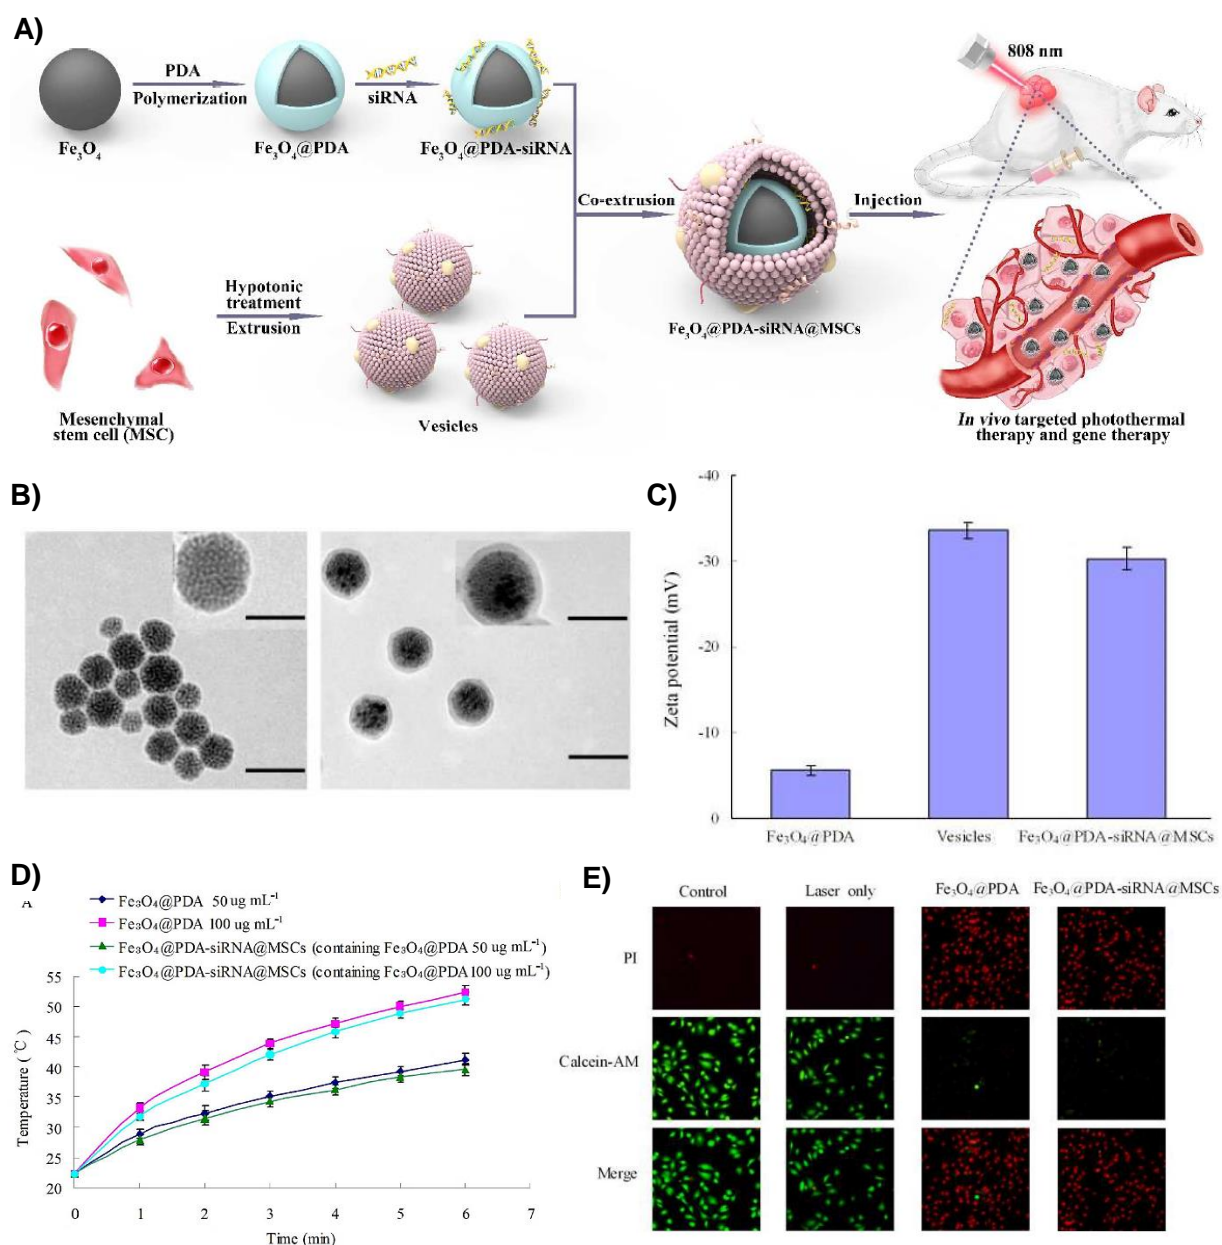 A)
PDA
Polymerization
siRNA
Fe₃O₄
Fe₃O₄@PDA
Fe₃O₄@PDA-siRNA
808 nm
Co-extrusion
Injection
Hypotonic
treatment
Extrusion
Mesenchymal
stem cell (MSC)
Vesicles
Fe₃O₄@PDA-siRNA@MSCs
In vivo targeted photothermal
therapy and gene therapy
B)
C)
Zeta potential (mV)
-40
-30
-20
-10
0
Fe₃O₄@PDA
Vesicles
Fe₃O₄@PDA-siRNA@MSCs
D)
A
Fe₃O₄@PDA 50 ug mL⁻¹
Fe₃O₄@PDA 100 ug mL⁻¹
Fe₃O₄@PDA-siRNA@MSCs (containing Fe₃O₄@PDA 50 ug mL⁻¹)
Fe₃O₄@PDA-siRNA@MSCs (containing Fe₃O₄@PDA 100 ug mL⁻¹)
Temperature (℃)
55
50
45
40
35
30
25
20
0 1 2 3 4 5 6 7
Time (min)
E)
Control
Laser only
Fe₃O₄@PDA
Fe₃O₄@PDA-siRNA@MSCs
PI
Calcein-AM
Merge